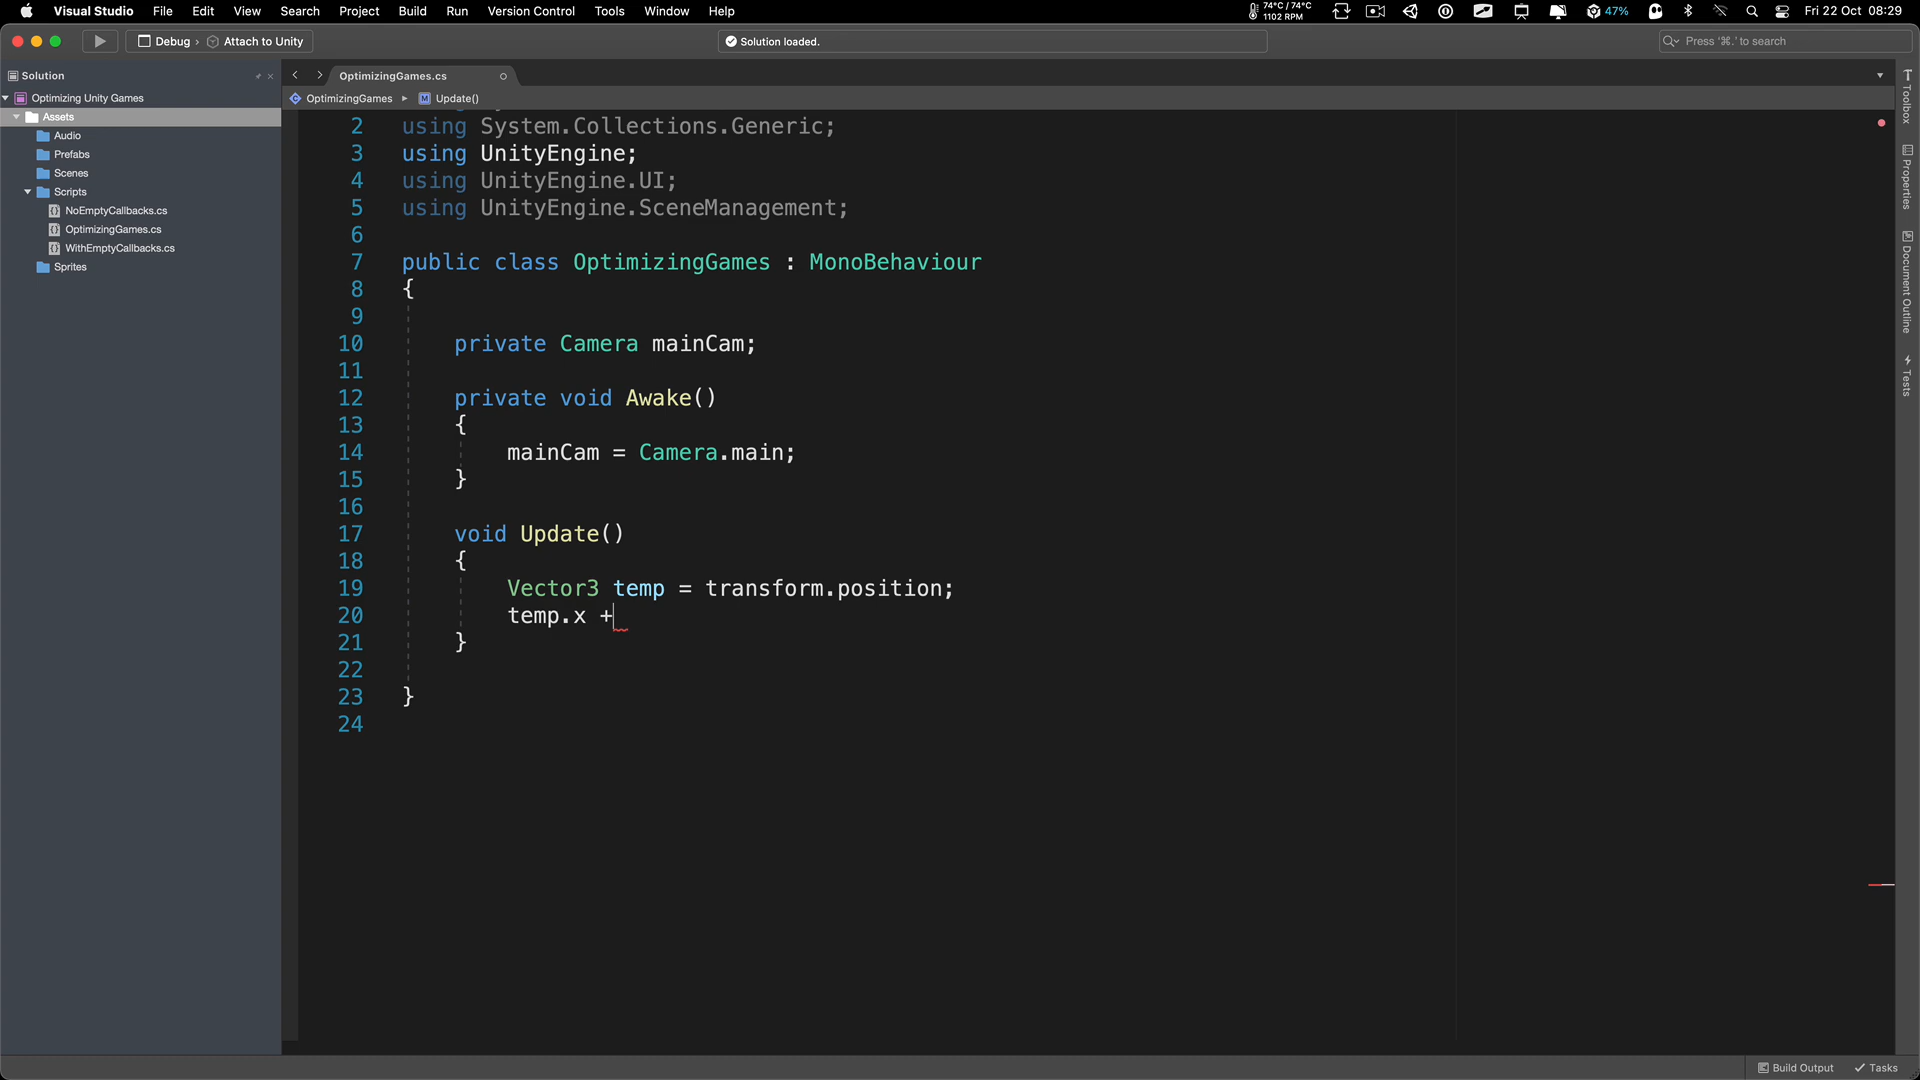 Visual Studio File Edit View Search Project Build Run Version Control Tools Window Help
74°C / 74°C
1102 RPM
47% Fri 22 Oct 08:29
Debug › Attach to Unity
Solution loaded.
Press '⌘.' to search
Solution
Optimizing Unity Games
Assets
Audio
Prefabs
Scenes
Scripts
NoEmptyCallbacks.cs
OptimizingGames.cs
WithEmptyCallbacks.cs
Sprites
OptimizingGames.cs
OptimizingGames ▸ M Update()
2 using System.Collections.Generic;
3 using UnityEngine;
4 using UnityEngine.UI;
5 using UnityEngine.SceneManagement;
6
7 public class OptimizingGames : MonoBehaviour
8 {
9
10 private Camera mainCam;
11
12 private void Awake()
13 {
14 mainCam = Camera.main;
15 }
16
17 void Update()
18 {
19 Vector3 temp = transform.position;
20 temp.x +
21 }
22
23 }
24
Toolbox
Properties
Document Outline
Tests
Build Output Tasks